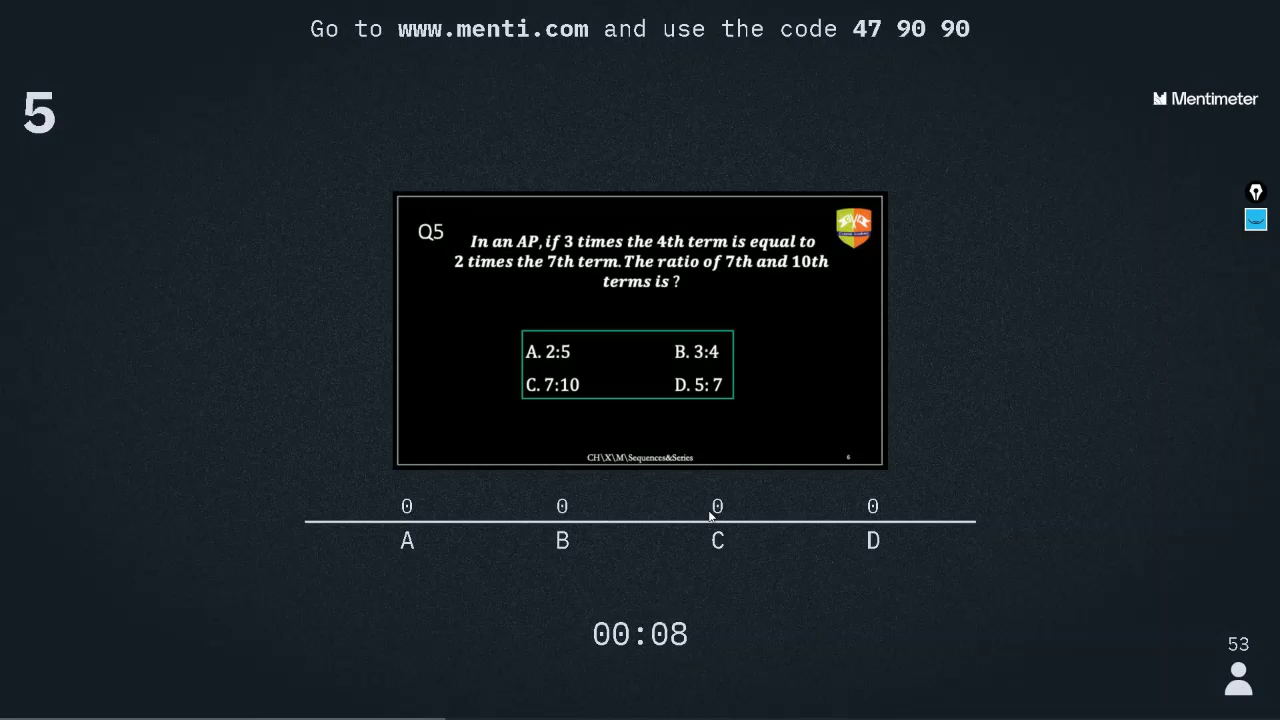 Go to www.menti.com and use the code 47 90 90
5
Mentimeter
Q5
In an AP, if 3 times the 4th term is equal to
2 times the 7th term.The ratio of 7th and 10th
terms is ?
A. 2:5 B. 3:4
C. 7:10 D. 5: 7
CH\X\M\Sequences&Series 6
0 0 0 0
A B C D
00:08
53